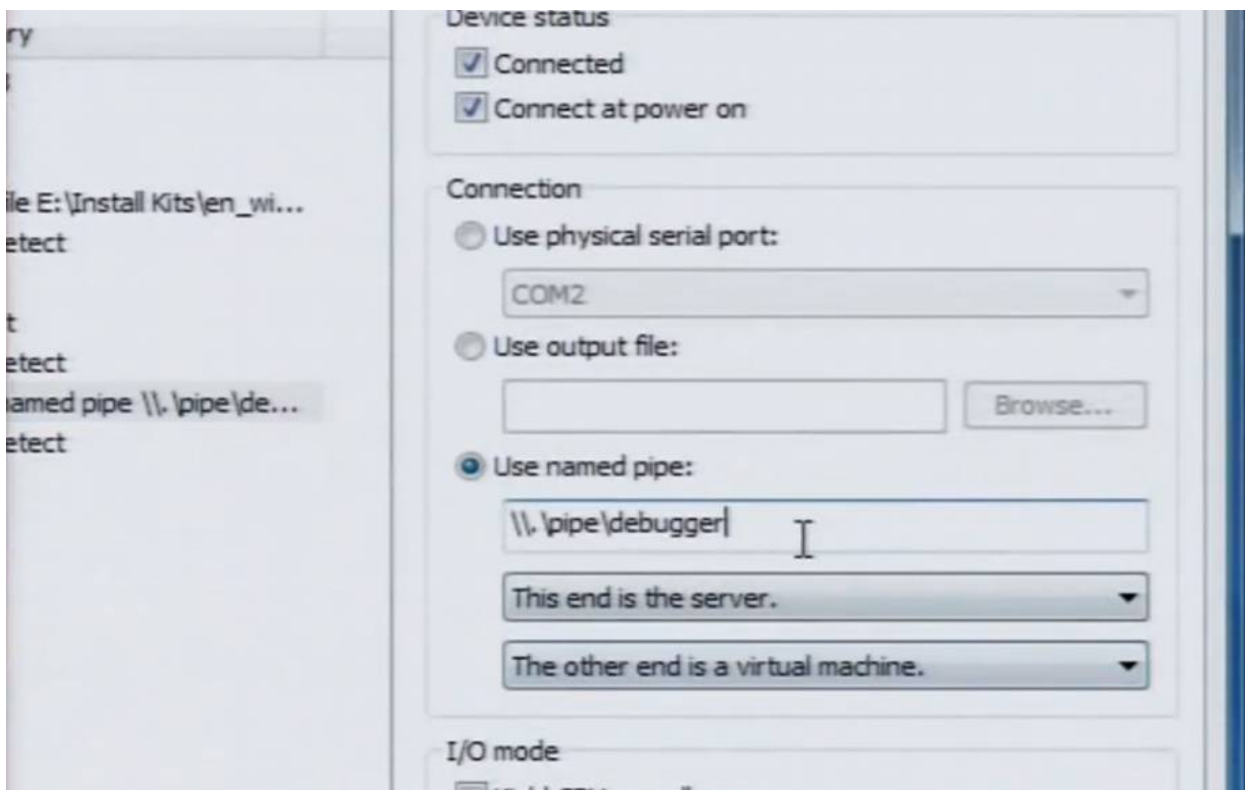 ry
Device status
Connected
Connect at power on
ile E:\Install Kits\en_wi...
etect
t
etect
amed pipe \\.\pipe\de...
etect
Connection
Use physical serial port:
COM2
Use output file:
Browse...
Use named pipe:
\\.\pipe\debugger
This end is the server.
The other end is a virtual machine.
I/O mode